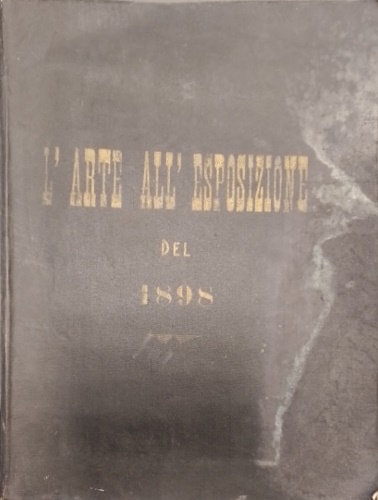 L' ARTE ALL' ESPOSIZIONE
DEL
1898